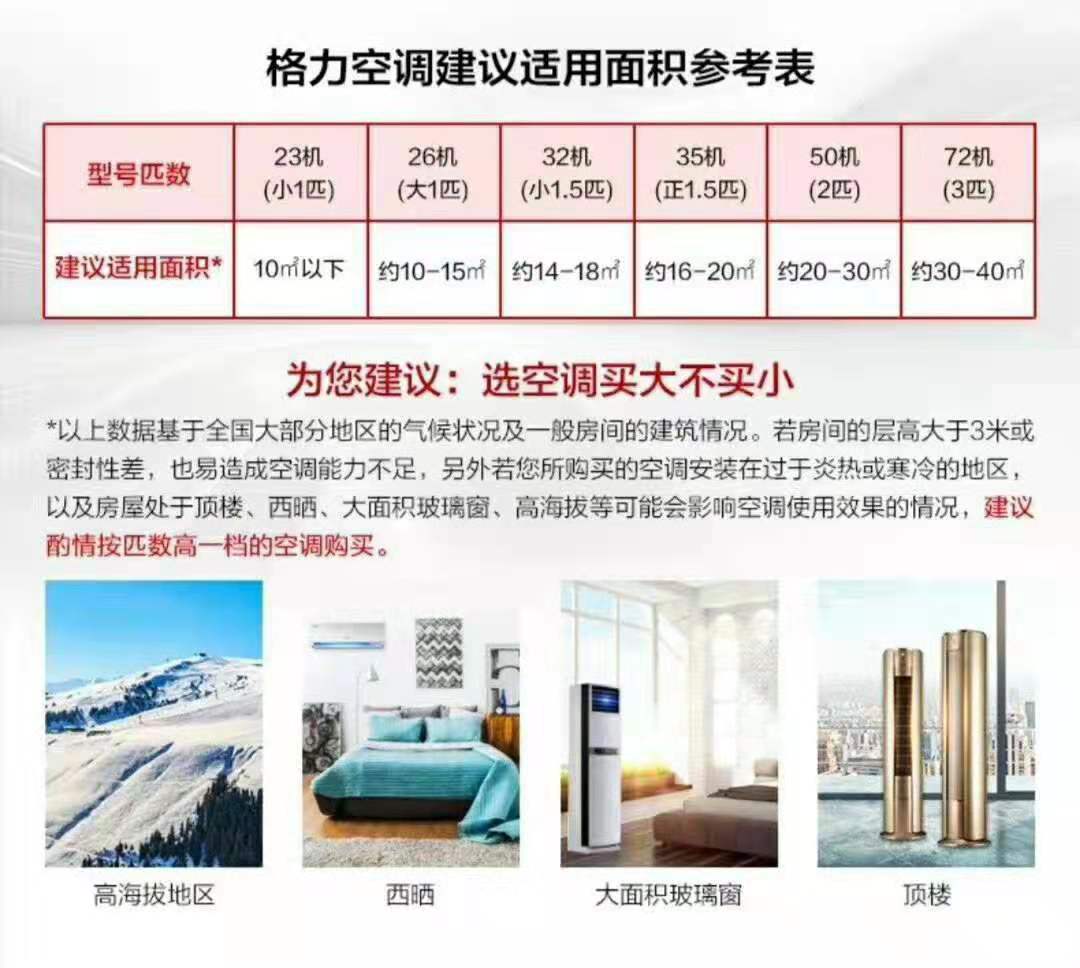 格力空调建议适用面积参考表
型号匹数 23机 26机 32机 35机 50机 72机
(小1匹) (大1匹) (小1.5匹) (正1.5匹) (2匹) (3匹)
建议适用面积* 10㎡以下 约10-15㎡ 约14-18㎡ 约16-20㎡ 约20-30㎡ 约30-40㎡
为您建议：选空调买大不买小
*以上数据基于全国大部分地区的气候状况及一般房间的建筑情况。若房间的层高大于3米或
密封性差，也易造成空调能力不足，另外若您所购买的空调安装在过于炎热或寒冷的地区，
以及房屋处于顶楼、西晒、大面积玻璃窗、高海拔等可能会影响空调使用效果的情况，建议
酌情按匹数高一档的空调购买。
高海拔地区 西晒 大面积玻璃窗 顶楼